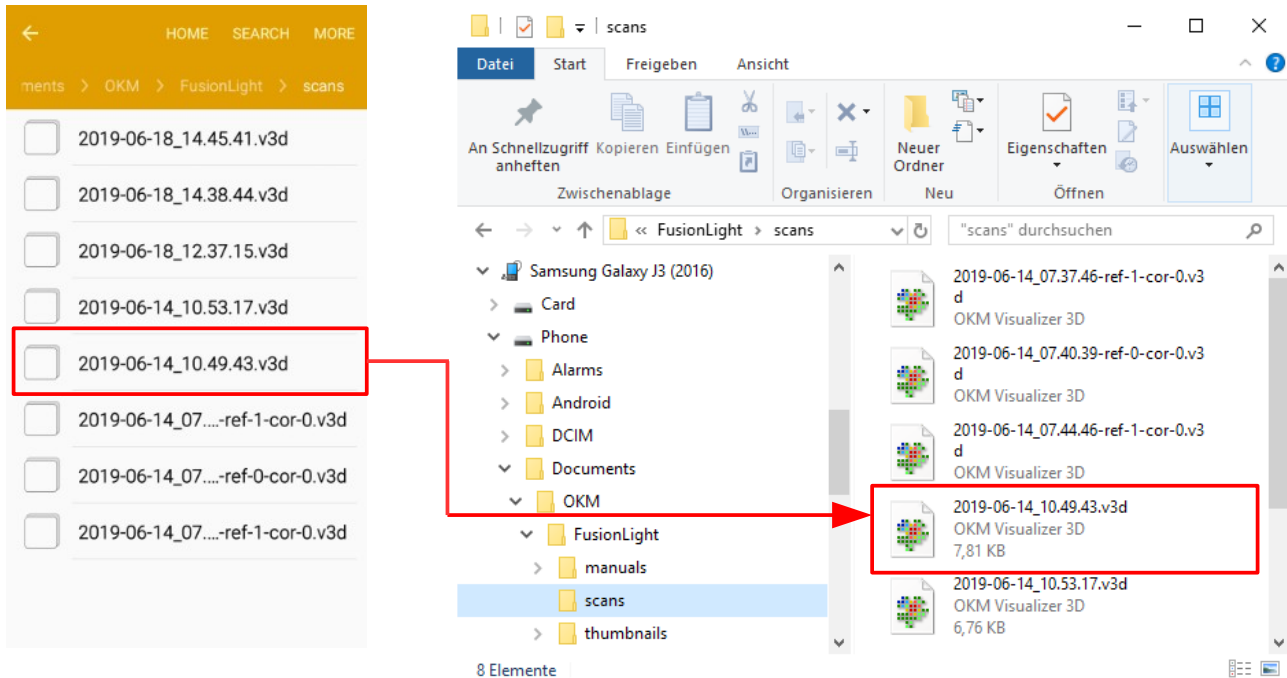 HOME SEARCH MORE
ments > OKM > FusionLight > scans
2019-06-18_14.45.41.v3d
2019-06-18_14.38.44.v3d
2019-06-18_12.37.15.v3d
2019-06-14_10.53.17.v3d
2019-06-14_10.49.43.v3d
2019-06-14_07....-ref-1-cor-0.v3d
2019-06-14_07....-ref-0-cor-0.v3d
2019-06-14_07....-ref-1-cor-0.v3d
scans
Datei Start Freigeben Ansicht
An Schnellzugriff
anheften
Kopieren
Einfügen
Neuer
Ordner
Eigenschaften
Auswählen
Zwischenablage Organisieren Neu Öffnen
« FusionLight > scans
"scans" durchsuchen
Samsung Galaxy J3 (2016)
Card
Phone
Alarms
Android
DCIM
Documents
OKM
FusionLight
manuals
scans
thumbnails
2019-06-14_07.37.46-ref-1-cor-0.v3
d
OKM Visualizer 3D
2019-06-14_07.40.39-ref-0-cor-0.v3
d
OKM Visualizer 3D
2019-06-14_07.44.46-ref-1-cor-0.v3
d
OKM Visualizer 3D
2019-06-14_10.49.43.v3d
OKM Visualizer 3D
7,81 KB
2019-06-14_10.53.17.v3d
OKM Visualizer 3D
6,76 KB
8 Elemente